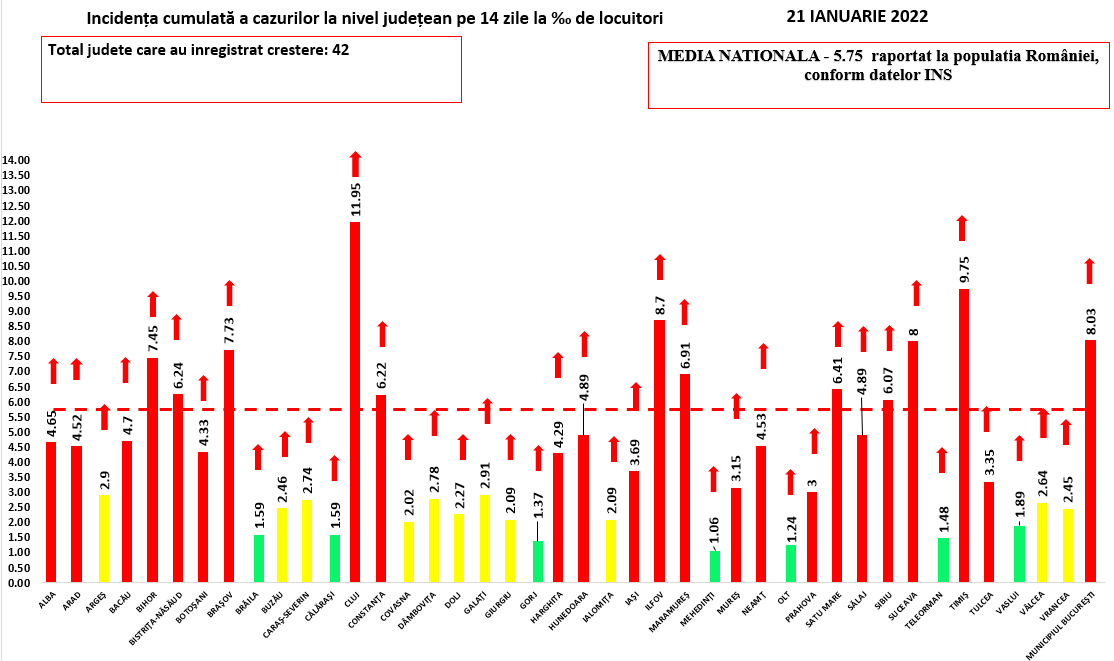 Incidența cumulată a cazurilor la nivel județean pe 14 zile la ‰ de locuitori
21 IANUARIE 2022
Total judete care au inregistrat crestere: 42
MEDIA NATIONALA - 5.75 raportat la populatia României,
conform datelor INS
14.00
13.50
13.00
12.50
12.00
11.50
11.00
10.50
10.00
9.50
9.00
8.50
8.00
7.50
7.00
6.50
6.00
5.50
5.00
4.50
4.00
3.50
3.00
2.50
2.00
1.50
1.00
0.50
0.00
4.65
4.52
2.9
4.7
7.45
6.24
4.33
7.73
1.59
2.46
2.74
1.59
11.95
6.22
2.02
2.78
2.27
2.91
2.09
1.37
4.29
4.89
2.09
3.69
8.7
6.91
1.06
3.15
4.53
1.24
3
6.41
4.89
6.07
8
1.48
9.75
3.35
1.89
2.64
2.45
8.03
ALBA
ARAD
ARGEȘ
BACĂU
BIHOR
BISTRIȚA-NĂSĂUD
BOTOȘANI
BRAȘOV
BRĂILA
BUZĂU
CARAȘ-SEVERIN
CĂLĂRAȘI
CLUJ
CONSTANȚA
COVASNA
DÂMBOVIȚA
DOLJ
GALAȚI
GIURGIU
GORJ
HARGHITA
HUNEDOARA
IALOMIȚA
IAȘI
ILFOV
MARAMUREȘ
MEHEDINȚI
MUREȘ
NEAMȚ
OLT
PRAHOVA
SATU MARE
SĂLAJ
SIBIU
SUCEAVA
TELEORMAN
TIMIȘ
TULCEA
VASLUI
VÂLCEA
VRANCEA
MUNICIPIUL BUCUREȘTI